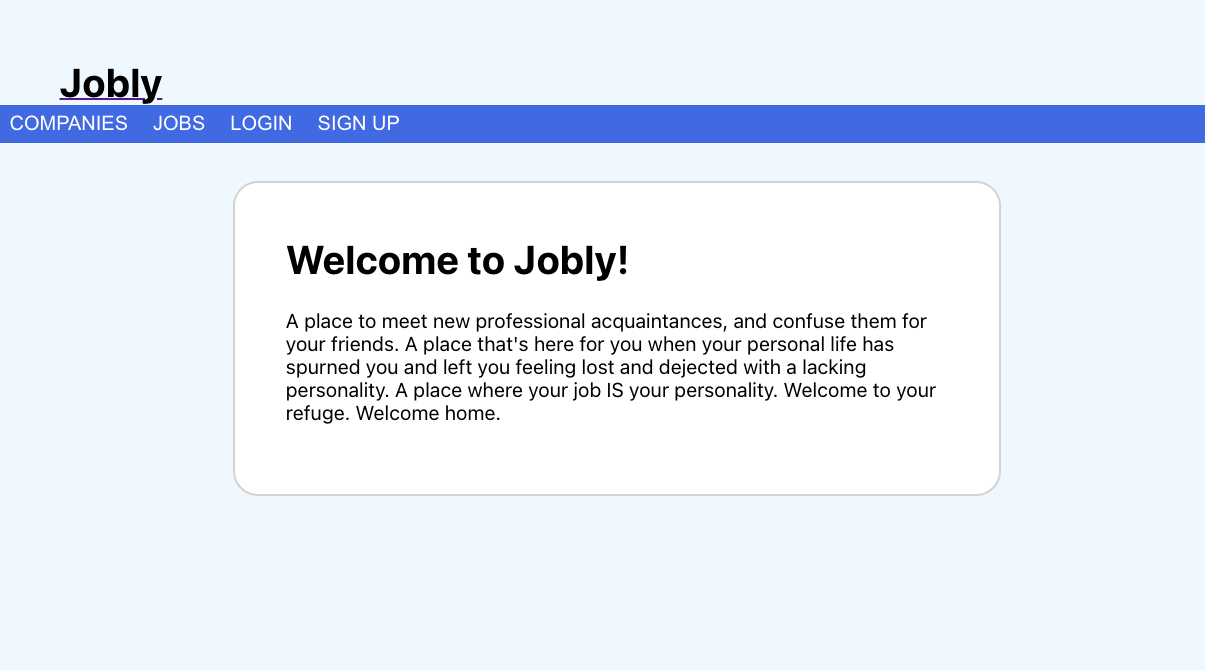 Jobly
COMPANIES JOBS LOGIN SIGN UP
Welcome to Jobly!
A place to meet new professional acquaintances, and confuse them for
your friends. A place that's here for you when your personal life has
spurned you and left you feeling lost and dejected with a lacking
personality. A place where your job IS your personality. Welcome to your
refuge. Welcome home.